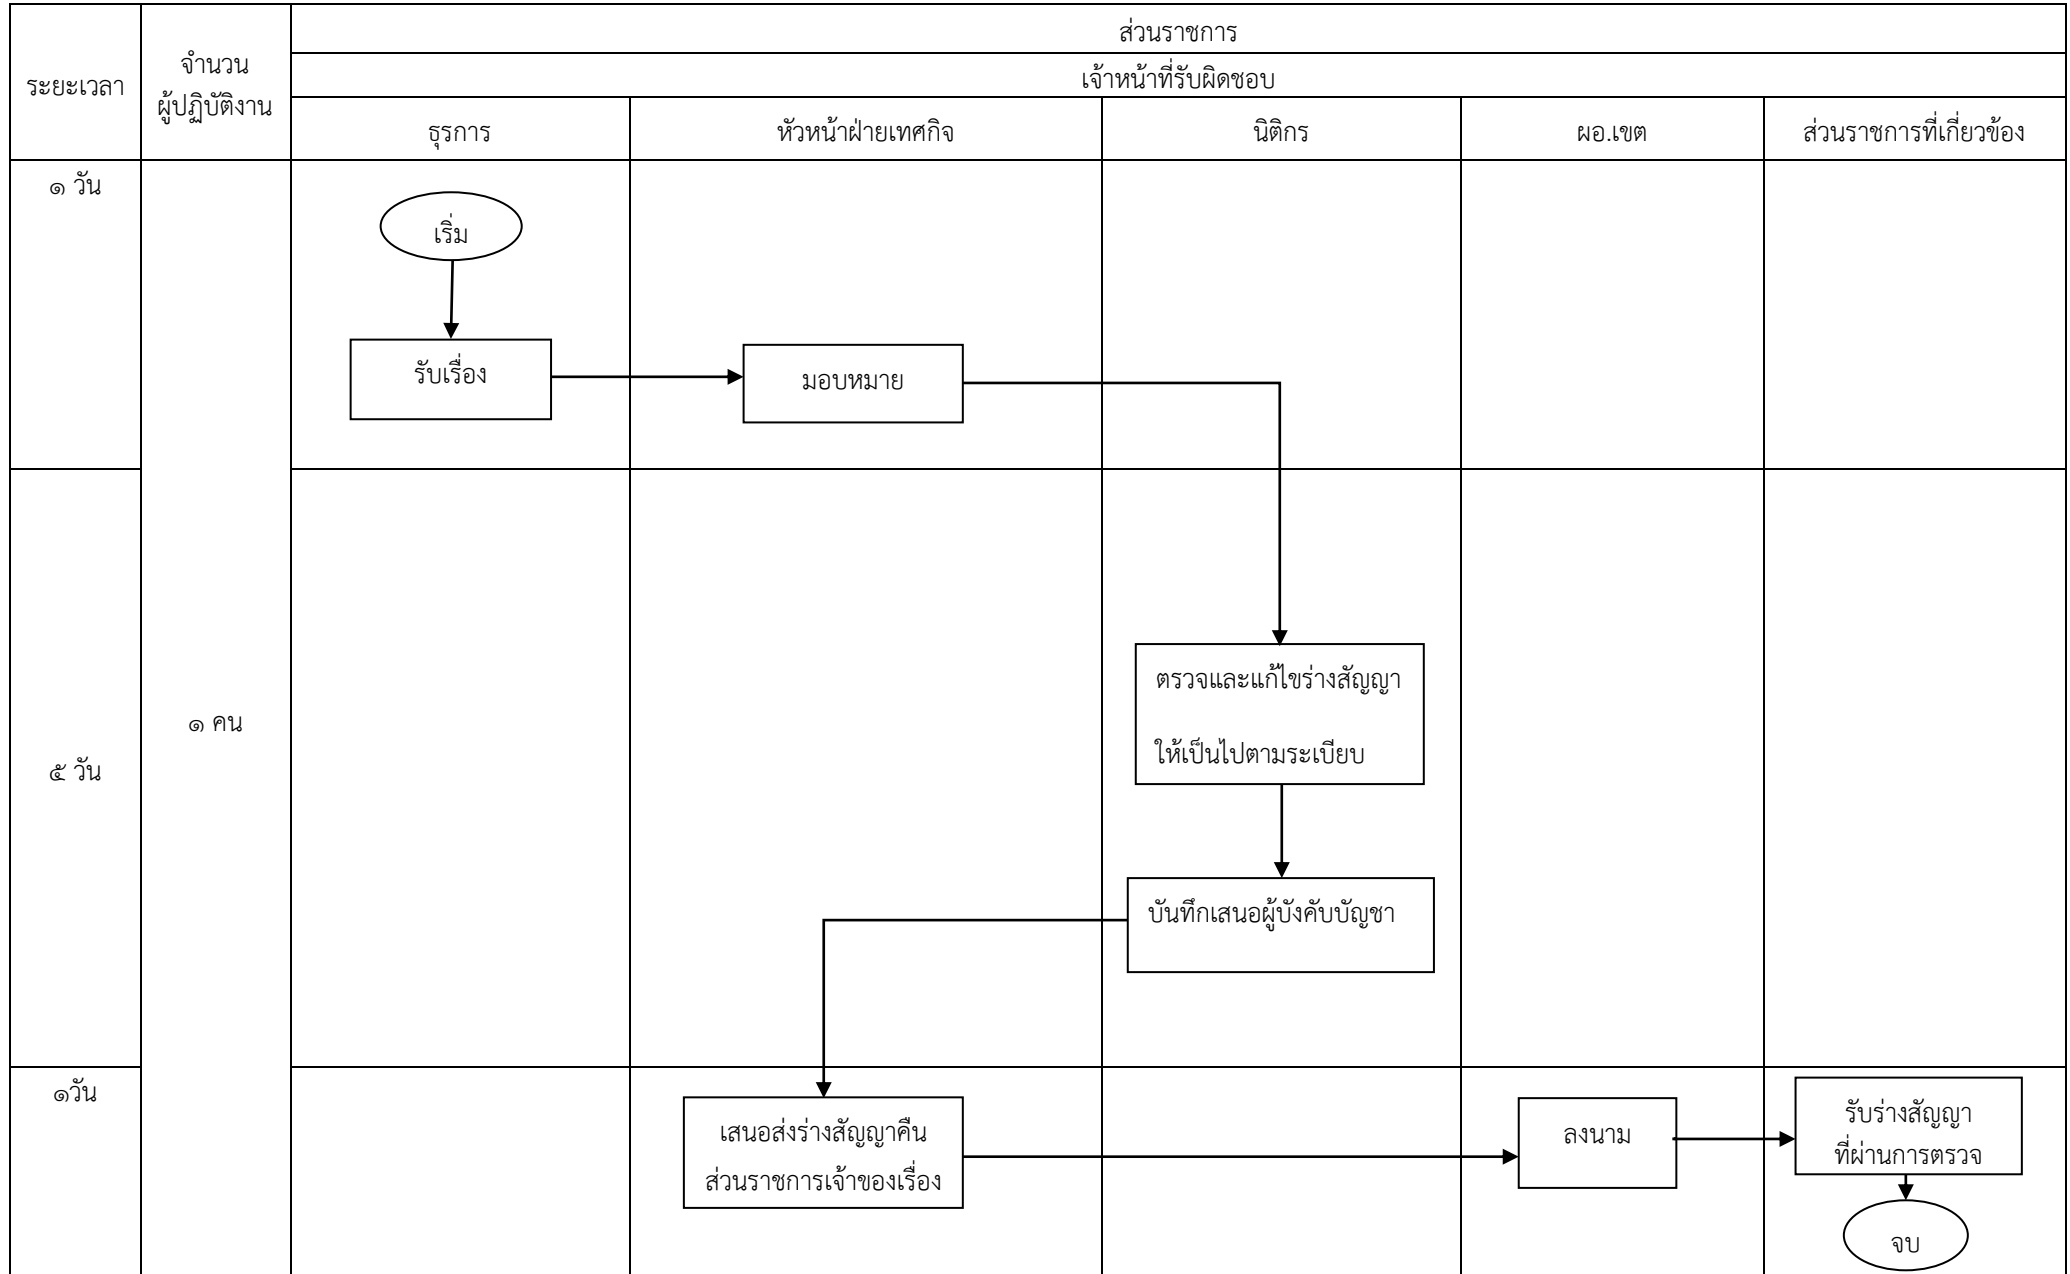 ส่วนราชการ
ระยะเวลา
จำนวน
ผู้ปฏิบัติงาน
เจ้าหน้าที่รับผิดชอบ
ธุรการ
หัวหน้าฝ่ายเทศกิจ
นิติกร
ผอ.เขต
ส่วนราชการที่เกี่ยวข้อง
๑ วัน
เริ่ม
รับเรื่อง
มอบหมาย
๑ คน
๕ วัน
ตรวจและแก้ไขร่างสัญญา
ให้เป็นไปตามระเบียบ
บันทึกเสนอผู้บังคับบัญชา
๑วัน
เสนอส่งร่างสัญญาคืน
ส่วนราชการเจ้าของเรื่อง
ลงนาม
รับร่างสัญญา
ที่ผ่านการตรวจ
จบ